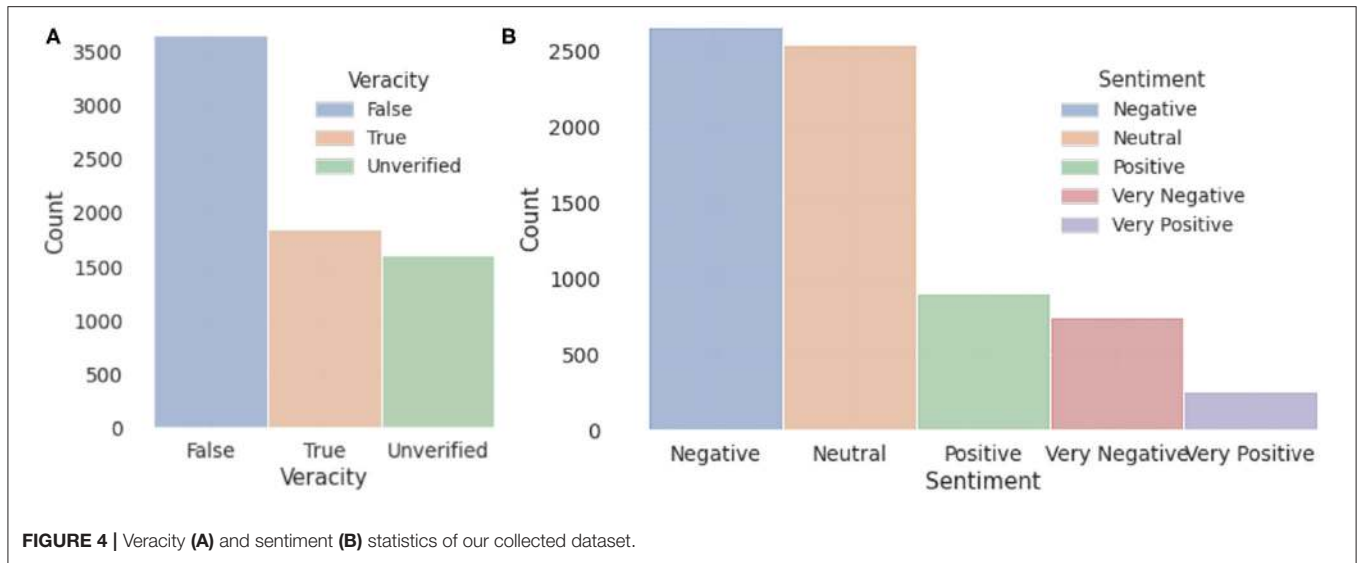 A
3500
3000
2500
2000
1500
1000
500
0
Count
Veracity
False
True
Unverified
False True Unverified
Veracity
B
2500
2000
1500
1000
500
0
Count
Sentiment
Negative
Neutral
Positive
Very Negative
Very Positive
Negative Neutral Positive Very Negative Very Positive
Sentiment
FIGURE 4 | Veracity (A) and sentiment (B) statistics of our collected dataset.